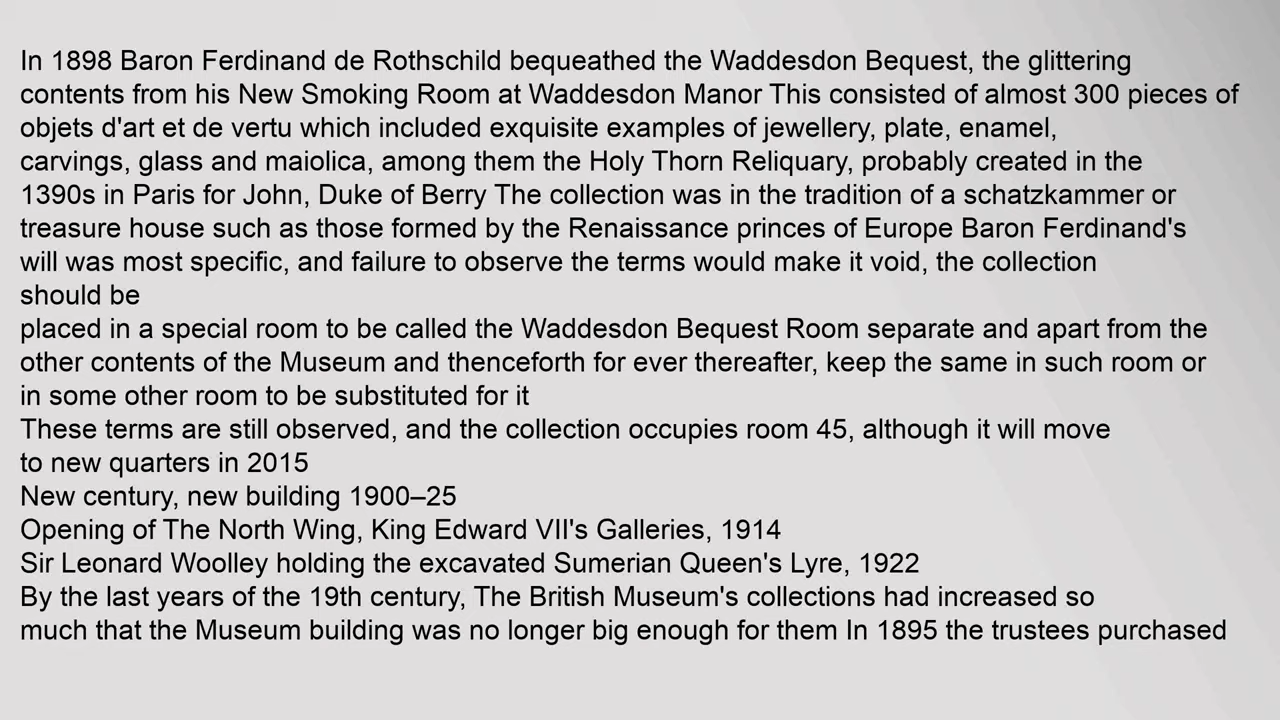 In 1898 Baron Ferdinand de Rothschild bequeathed the Waddesdon Bequest, the glittering
contents from his New Smoking Room at Waddesdon Manor This consisted of almost 300 pieces of
objets d'art et de vertu which included exquisite examples of jewellery, plate, enamel,
carvings, glass and maiolica, among them the Holy Thorn Reliquary, probably created in the
1390s in Paris for John, Duke of Berry The collection was in the tradition of a schatzkammer or
treasure house such as those formed by the Renaissance princes of Europe Baron Ferdinand's
will was most specific, and failure to observe the terms would make it void, the collection
should be
placed in a special room to be called the Waddesdon Bequest Room separate and apart from the
other contents of the Museum and thenceforth for ever thereafter, keep the same in such room or
in some other room to be substituted for it
These terms are still observed, and the collection occupies room 45, although it will move
to new quarters in 2015
New century, new building 1900–25
Opening of The North Wing, King Edward VII's Galleries, 1914
Sir Leonard Woolley holding the excavated Sumerian Queen's Lyre, 1922
By the last years of the 19th century, The British Museum's collections had increased so
much that the Museum building was no longer big enough for them In 1895 the trustees purchased